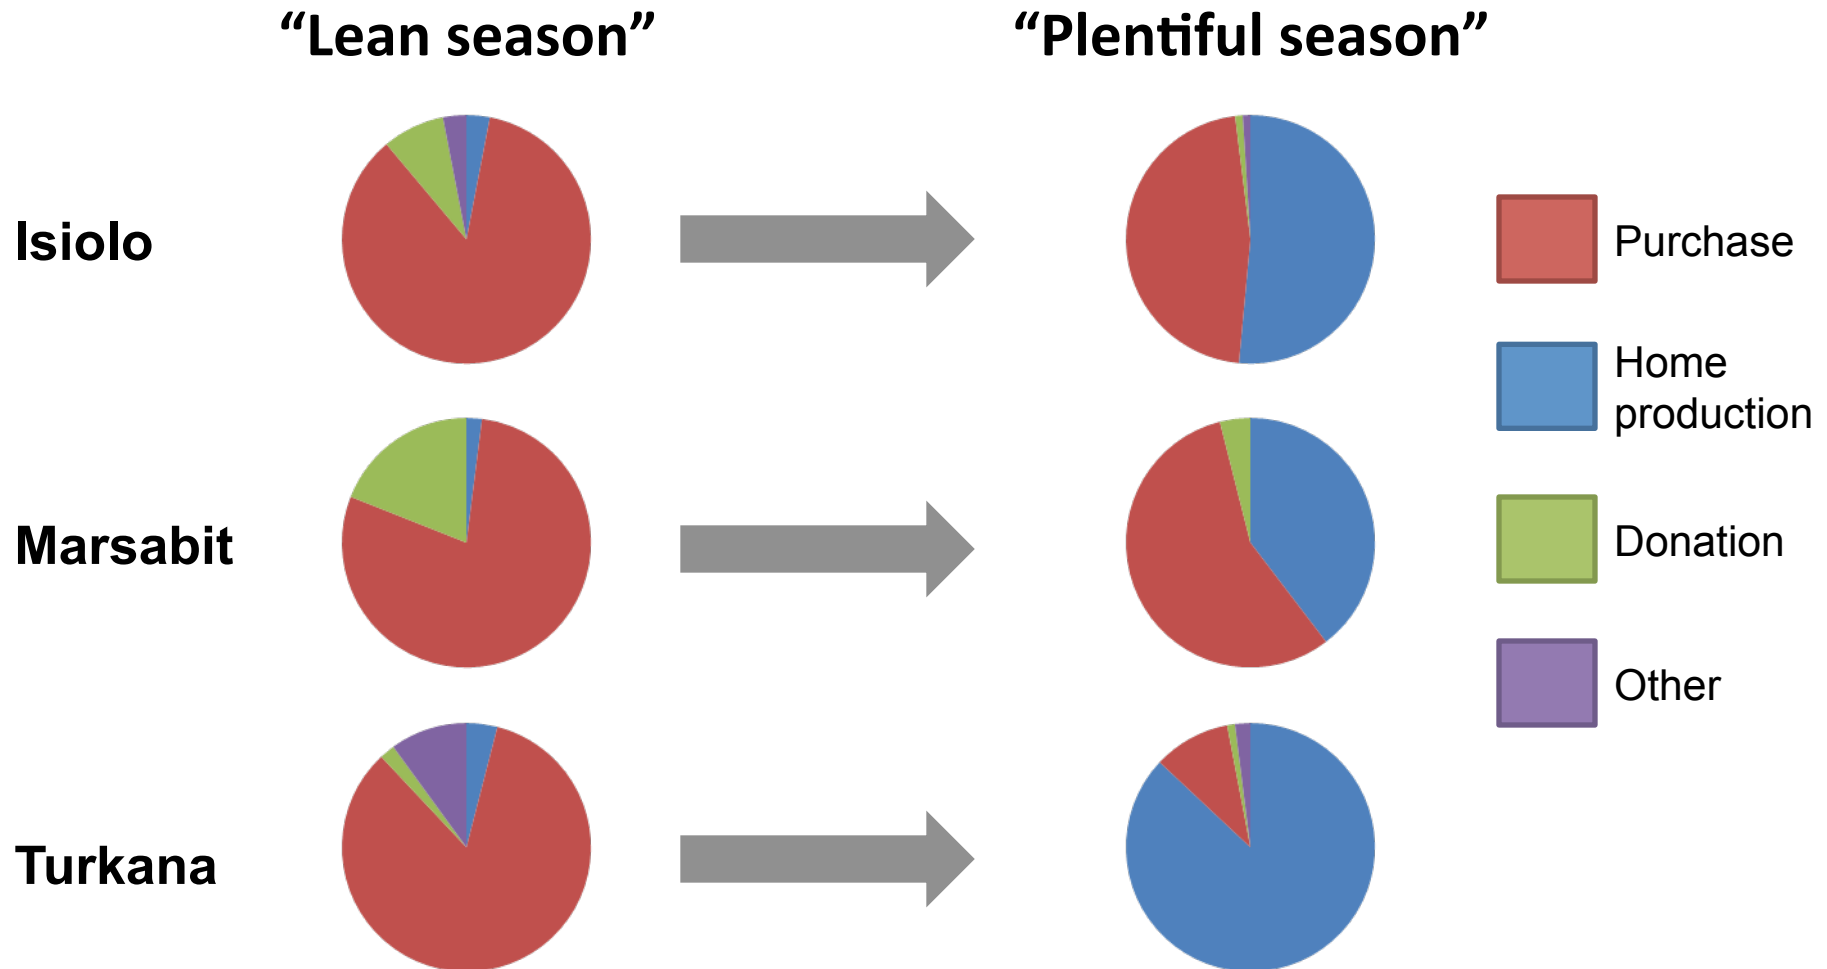 “Lean season”
“Plentiful season”
Isiolo
Purchase
Home
production
Marsabit
Donation
Other
Turkana